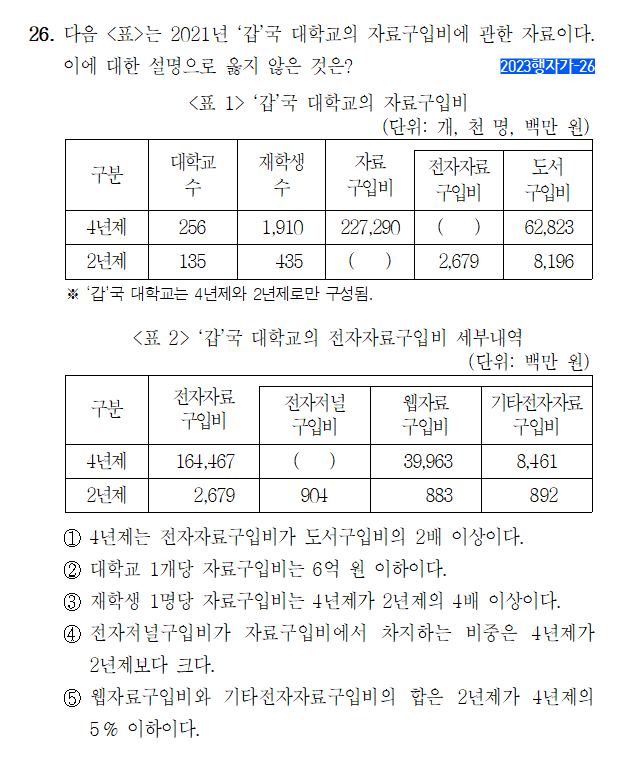 26. 다음 <표>는 2021년 ‘갑’국 대학교의 자료구입비에 관한 자료이다.
이에 대한 설명으로 옳지 않은 것은?
2023행자가-26
<표 1> ‘갑’국 대학교의 자료구입비
(단위: 개, 천 명, 백만 원)
구분 대학교 수 재학생 수 자료 구입비 전자자료 구입비 도서 구입비
4년제 256 1,910 227,290 ( ) 62,823
2년제 135 435 ( ) 2,679 8,196
※ ‘갑’국 대학교는 4년제와 2년제로만 구성됨.
<표 2> ‘갑’국 대학교의 전자자료구입비 세부내역
(단위: 백만 원)
구분 전자자료 구입비 전자저널 구입비 웹자료 구입비 기타전자자료 구입비
4년제 164,467 ( ) 39,963 8,461
2년제 2,679 904 883 892
① 4년제는 전자자료구입비가 도서구입비의 2배 이상이다.
② 대학교 1개당 자료구입비는 6억 원 이하이다.
③ 재학생 1명당 자료구입비는 4년제가 2년제의 4배 이상이다.
④ 전자저널구입비가 자료구입비에서 차지하는 비중은 4년제가
2년제보다 크다.
⑤ 웹자료구입비와 기타전자자료구입비의 합은 2년제가 4년제의
5% 이하이다.